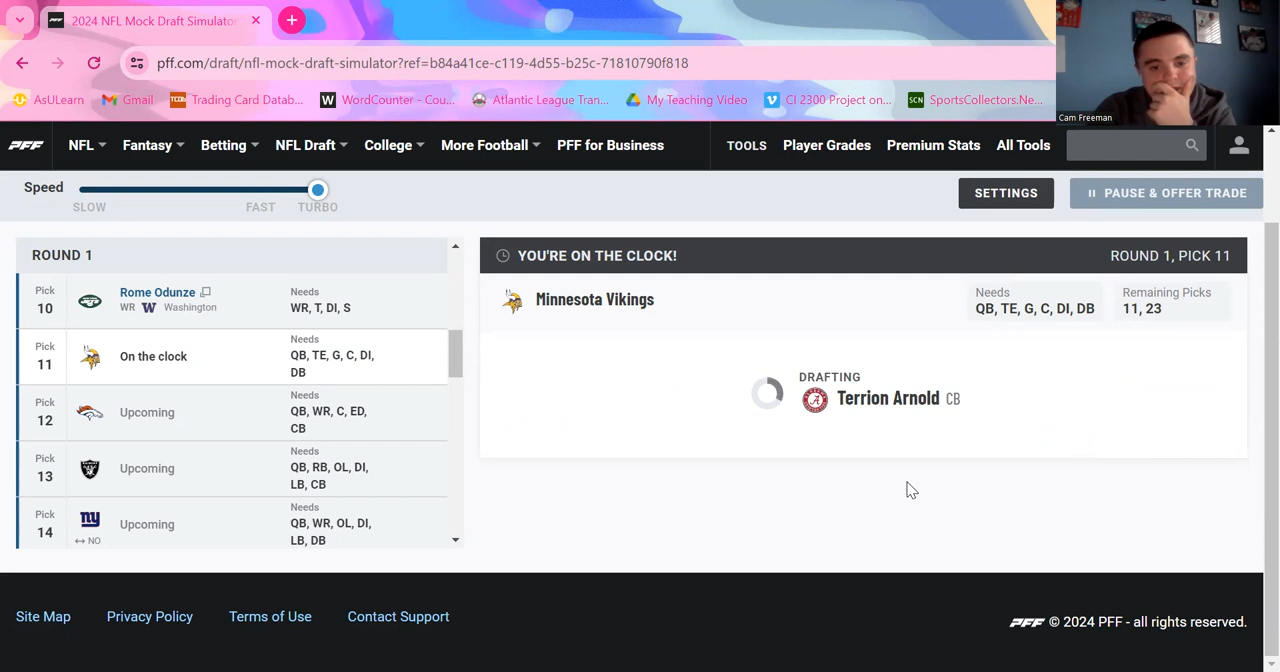 2024 NFL Mock Draft Simulator
pff.com/draft/nfl-mock-draft-simulator?ref=b84a41ce-c119-4d55-b25c-71810790f818
AsULearn
Gmail
Trading Card Datab...
WordCounter - Cou...
Atlantic League Tran...
My Teaching Video
CI 2300 Project on...
SportsCollectors.Ne...
Cam Freeman
PFF
NFL
Fantasy
Betting
NFL Draft
College
More Football
PFF for Business
TOOLS
Player Grades
Premium Stats
All Tools
Speed
SLOW
FAST
TURBO
SETTINGS
PAUSE & OFFER TRADE
ROUND 1
Pick
10
Rome Odunze
WR W Washington
Needs
WR, T, DI, S
Pick
11
On the clock
Needs
QB, TE, G, C, DI,
DB
Pick
12
Upcoming
Needs
QB, WR, C, ED,
CB
Pick
13
Upcoming
Needs
QB, RB, OL, DI,
LB, CB
Pick
14
ny
↔ NO
Upcoming
Needs
QB, WR, OL, DI,
LB, DB
YOU'RE ON THE CLOCK!
ROUND 1, PICK 11
Minnesota Vikings
Needs
QB, TE, G, C, DI, DB
Remaining Picks
11, 23
DRAFTING
Terrion Arnold CB
Site Map
Privacy Policy
Terms of Use
Contact Support
PFF © 2024 PFF - all rights reserved.